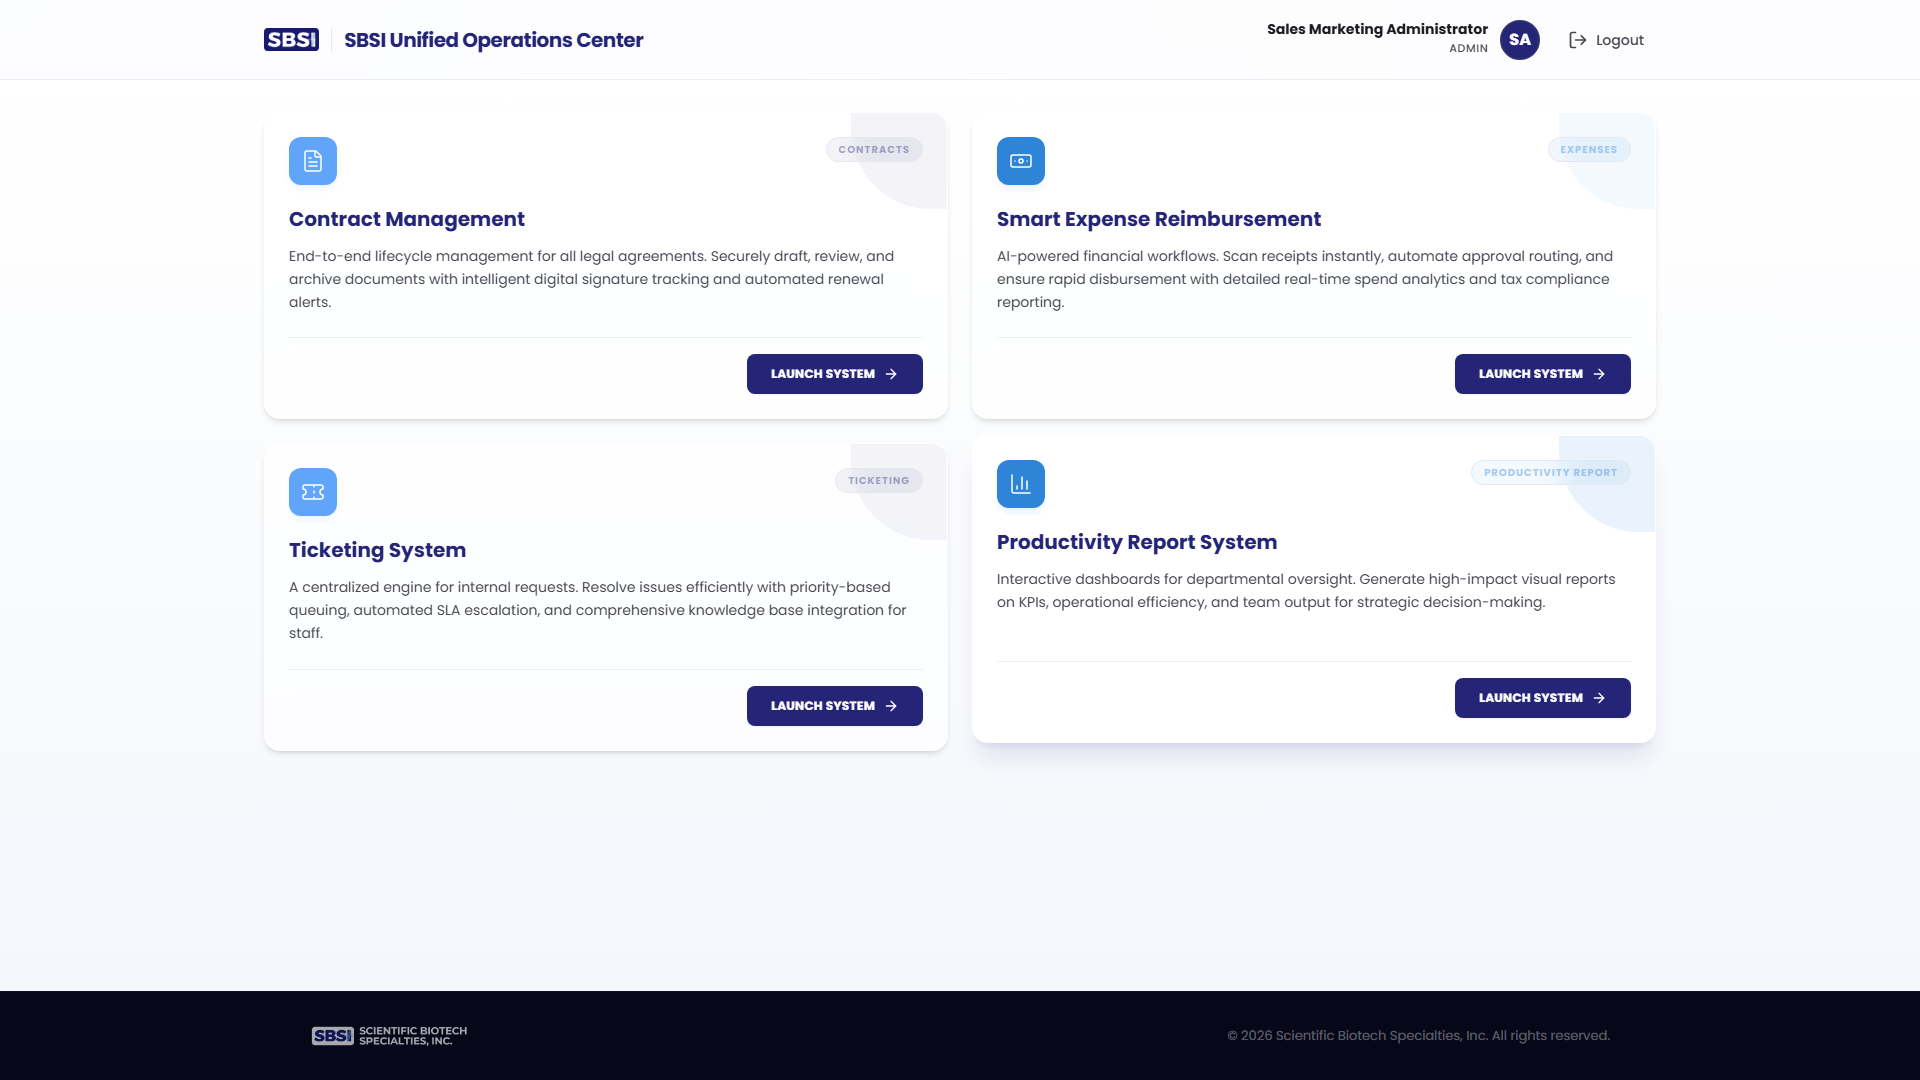 SBSI
SBSI Unified Operations Center
Sales Marketing Administrator
ADMIN
SA
Logout
CONTRACTS
Contract Management
End-to-end lifecycle management for all legal agreements. Securely draft, review, and
archive documents with intelligent digital signature tracking and automated renewal
alerts.
LAUNCH SYSTEM
EXPENSES
Smart Expense Reimbursement
AI-powered financial workflows. Scan receipts instantly, automate approval routing, and
ensure rapid disbursement with detailed real-time spend analytics and tax compliance
reporting.
LAUNCH SYSTEM
TICKETING
Ticketing System
A centralized engine for internal requests. Resolve issues efficiently with priority-based
queuing, automated SLA escalation, and comprehensive knowledge base integration for
staff.
LAUNCH SYSTEM
PRODUCTIVITY REPORT
Productivity Report System
Interactive dashboards for departmental oversight. Generate high-impact visual reports
on KPIs, operational efficiency, and team output for strategic decision-making.
LAUNCH SYSTEM
SBSI
SCIENTIFIC BIOTECH
SPECIALTIES, INC.
© 2026 Scientific Biotech Specialties, Inc. All rights reserved.